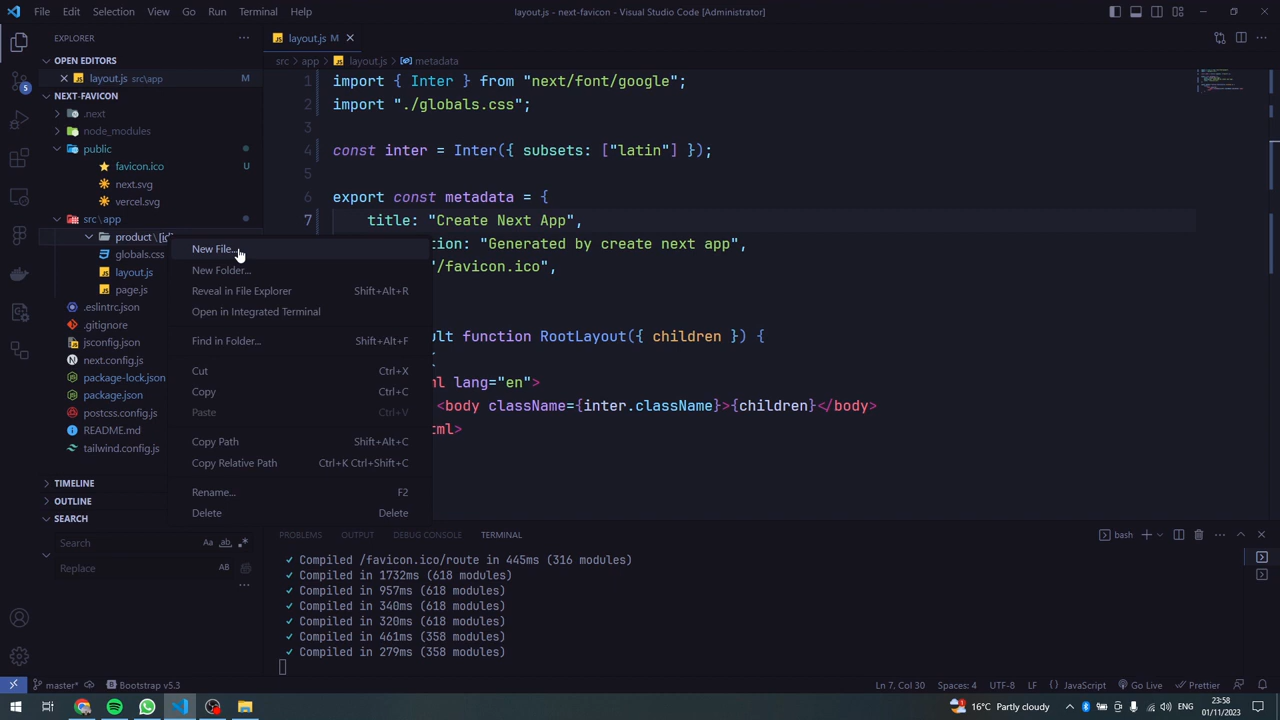 File Edit Selection View Go Run Terminal Help
layout.js - next-favicon - Visual Studio Code [Administrator]
EXPLORER
layout.js M
OPEN EDITORS
src > app > layout.js > metadata
layout.js src\app M
NEXT-FAVICON
.next
node_modules
public
favicon.ico U
next.svg
vercel.svg
src\app
product\[id]
globals.css
layout.js
page.js
.eslintrc.json
.gitignore
jsconfig.json
next.config.js
package-lock.json
package.json
postcss.config.js
README.md
tailwind.config.js
TIMELINE
OUTLINE
SEARCH
Search
Aa ab
Replace
AB
5
New File...
New Folder...
Reveal in File Explorer Shift+Alt+R
Open in Integrated Terminal
Find in Folder... Shift+Alt+F
Cut Ctrl+X
Copy Ctrl+C
Paste Ctrl+V
Copy Path Shift+Alt+C
Copy Relative Path Ctrl+K Ctrl+Shift+C
Rename... F2
Delete Delete
1 import { Inter } from "next/font/google";
2 import "./globals.css";
3
4 const inter = Inter({ subsets: ["latin"] });
5
6 export const metadata = {
7 title: "Create Next App",
tion: "Generated by create next app",
"/favicon.ico",
ult function RootLayout({ children }) {
(
ml lang="en">
<body className={inter.className}>{children}</body>
ml>
PROBLEMS OUTPUT DEBUG CONSOLE TERMINAL
bash
✓ Compiled /favicon.ico/route in 445ms (316 modules)
✓ Compiled in 1732ms (618 modules)
✓ Compiled in 957ms (618 modules)
✓ Compiled in 340ms (618 modules)
✓ Compiled in 320ms (618 modules)
✓ Compiled in 461ms (358 modules)
✓ Compiled in 279ms (358 modules)
master* Bootstrap v5.3
Ln 7, Col 30 Spaces: 4 UTF-8 LF {} JavaScript Go Live Prettier
16°C Partly cloudy
23:58
01/11/2023